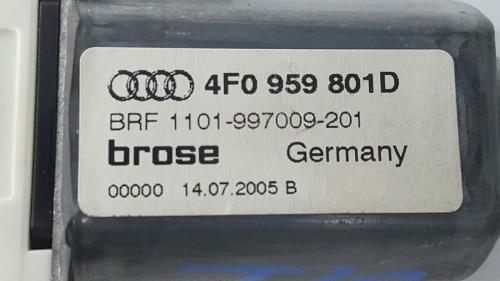 4F0 959 801D
BRF 1101-997009-201
brose Germany
00000 14.07.2005 B